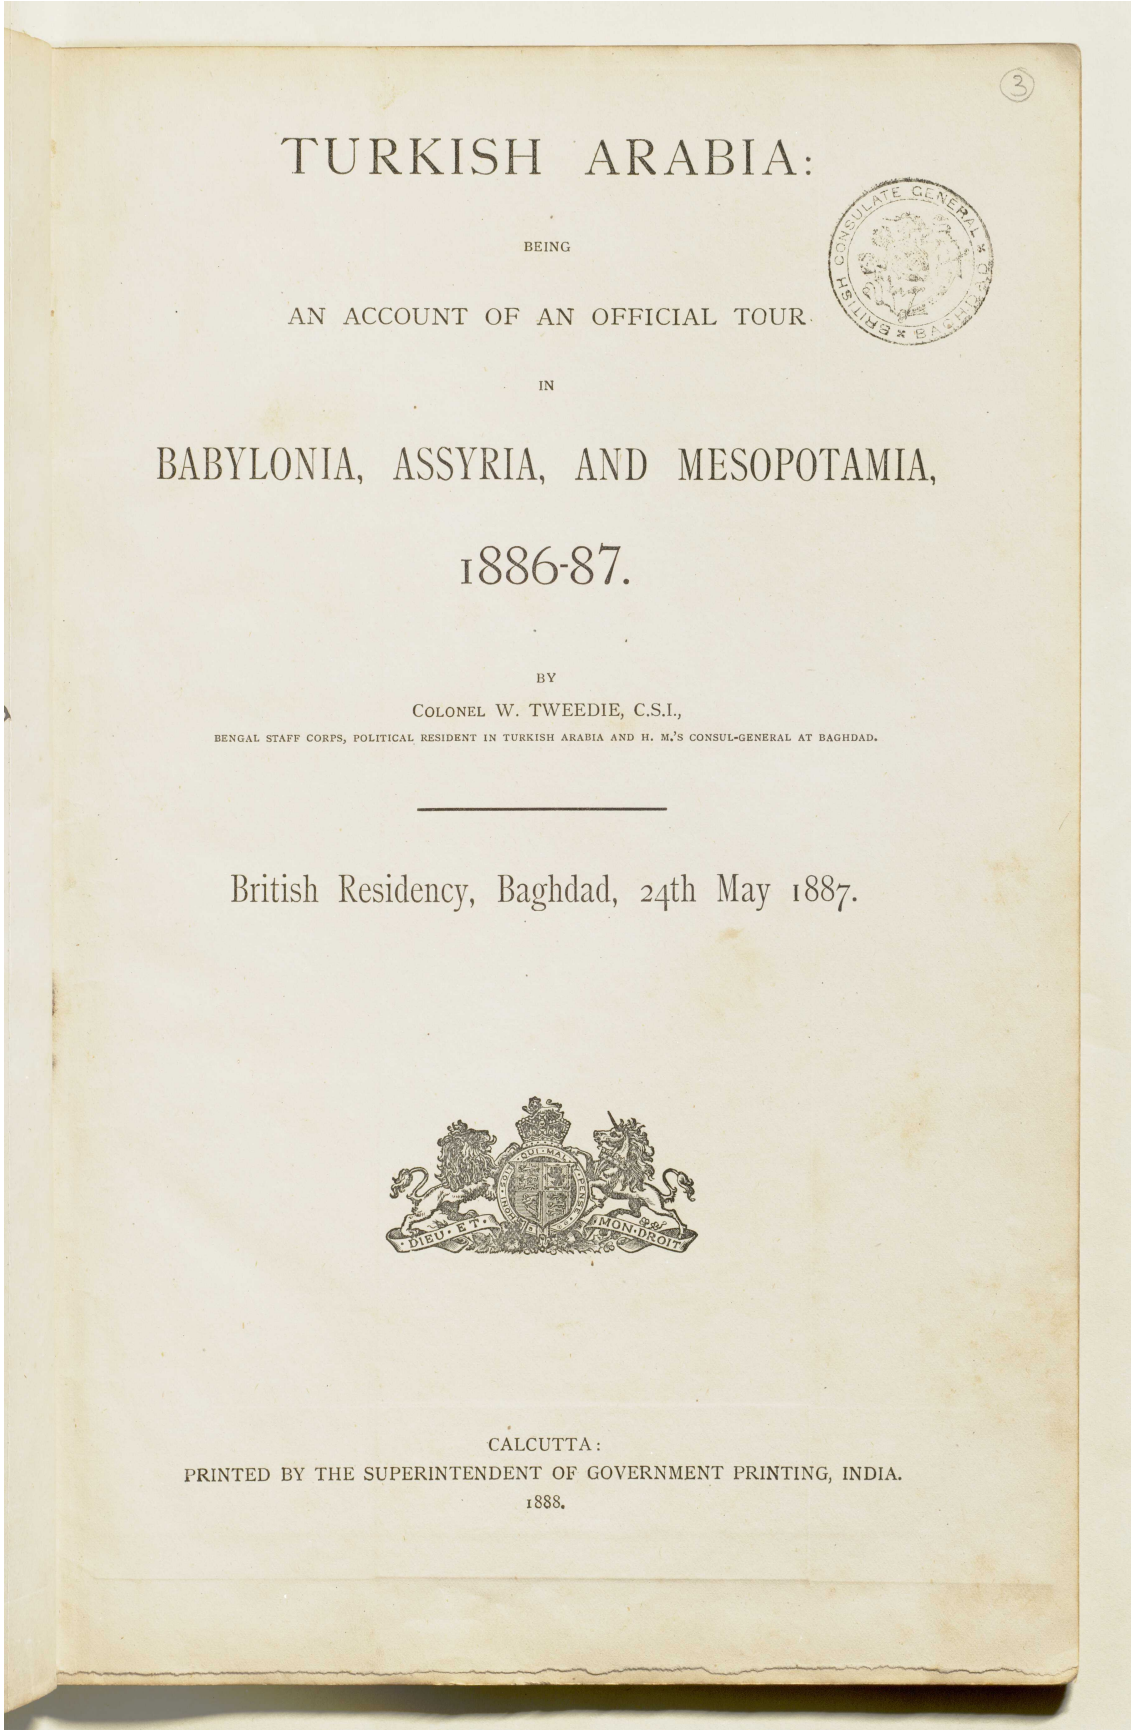 3
TURKISH ARABIA:
BEING
AN ACCOUNT OF AN OFFICIAL TOUR
IN
BABYLONIA, ASSYRIA, AND MESOPOTAMIA,
1886-87.
BY
COLONEL W. TWEEDIE, C.S.I.,
BENGAL STAFF CORPS, POLITICAL RESIDENT IN TURKISH ARABIA AND H. M.'S CONSUL-GENERAL AT BAGHDAD.
British Residency, Baghdad, 24th May 1887.
BRITISH CONSULATE GENERAL × BAGHDAD ×
HONI · SOIT · QUI · MAL · Y · PENSE
· DIEU · ET · MON · DROIT
CALCUTTA:
PRINTED BY THE SUPERINTENDENT OF GOVERNMENT PRINTING, INDIA.
1888.